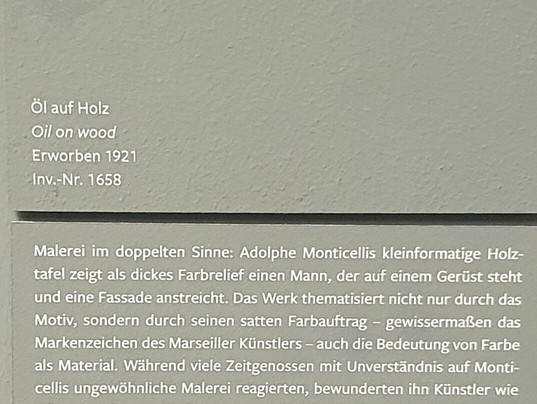 Öl auf Holz
Oil on wood
Erworben 1921
Inv.-Nr. 1658
Malerei im doppelten Sinne: Adolphe Monticellis kleinformatige Holz-
tafel zeigt als dickes Farbrelief einen Mann, der auf einem Gerüst steht
und eine Fassade anstreicht. Das Werk thematisiert nicht nur durch das
Motiv, sondern durch seinen satten Farbauftrag – gewissermaßen das
Markenzeichen des Marseiller Künstlers – auch die Bedeutung von Farbe
als Material. Während viele Zeitgenossen mit Unverständnis auf Monti-
cellis ungewöhnliche Malerei reagierten, bewunderten ihn Künstler wie